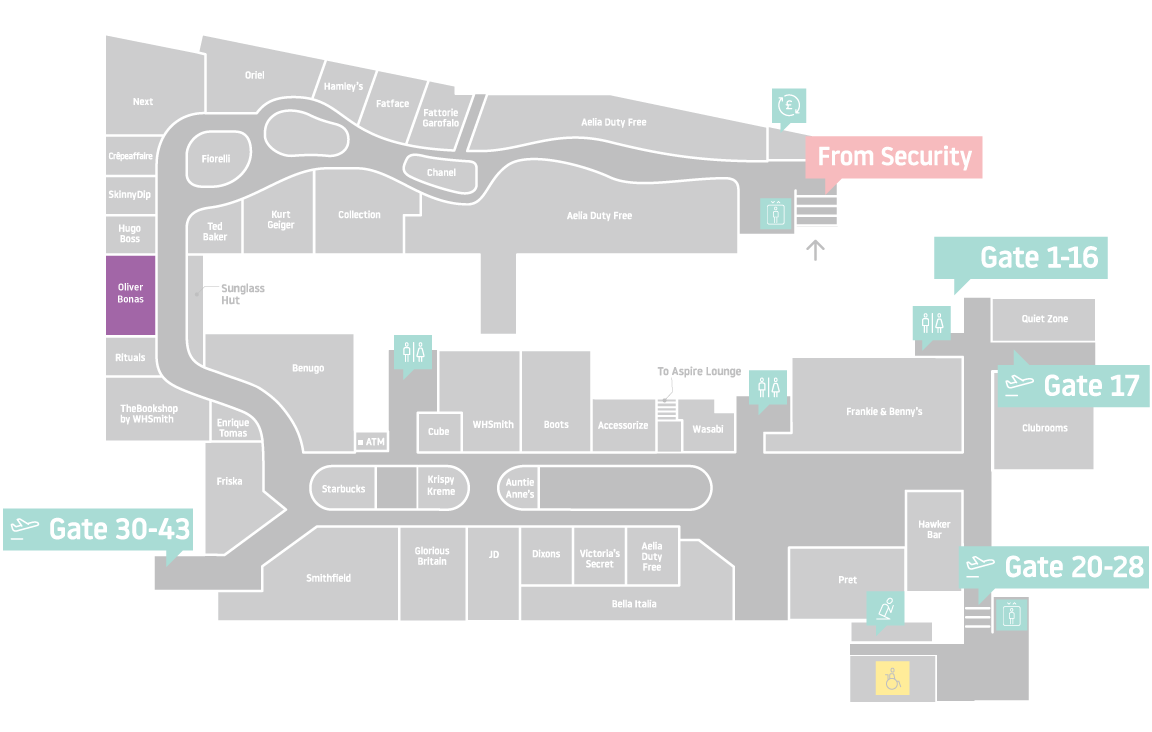 Oriel
Hamley's
Next
Fatface
Fattorie
Garofalo
Aelia Duty Free
£
From Security
Crêpeaffaire
Fiorelli
Chanel
SkinnyDip
Hugo
Boss
Ted
Baker
Kurt
Geiger
Collection
Aelia Duty Free
Gate 1-16
Oliver
Bonas
Sunglass
Hut
Quiet Zone
Rituals
Benugo
To Aspire Lounge
Gate 17
TheBookshop
by WHSmith
Enrique
Tomas
ATM
Cube
WHSmith
Boots
Accessorize
Wasabi
Frankie & Benny's
Clubrooms
Friska
Starbucks
Krispy
Kreme
Auntie
Anne's
Gate 30-43
Hawker
Bar
Smithfield
Glorious
Britain
JD
Dixons
Victoria's
Secret
Aelia
Duty
Free
Bella Italia
Pret
Gate 20-28